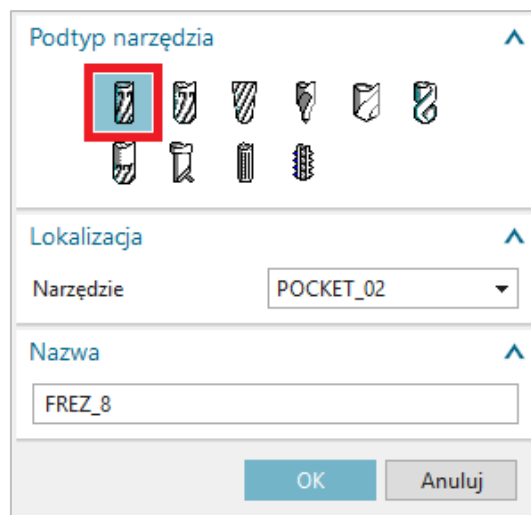 Podtyp narzędzia
Lokalizacja
Narzędzie POCKET_02
Nazwa
FREZ_8
OK Anuluj